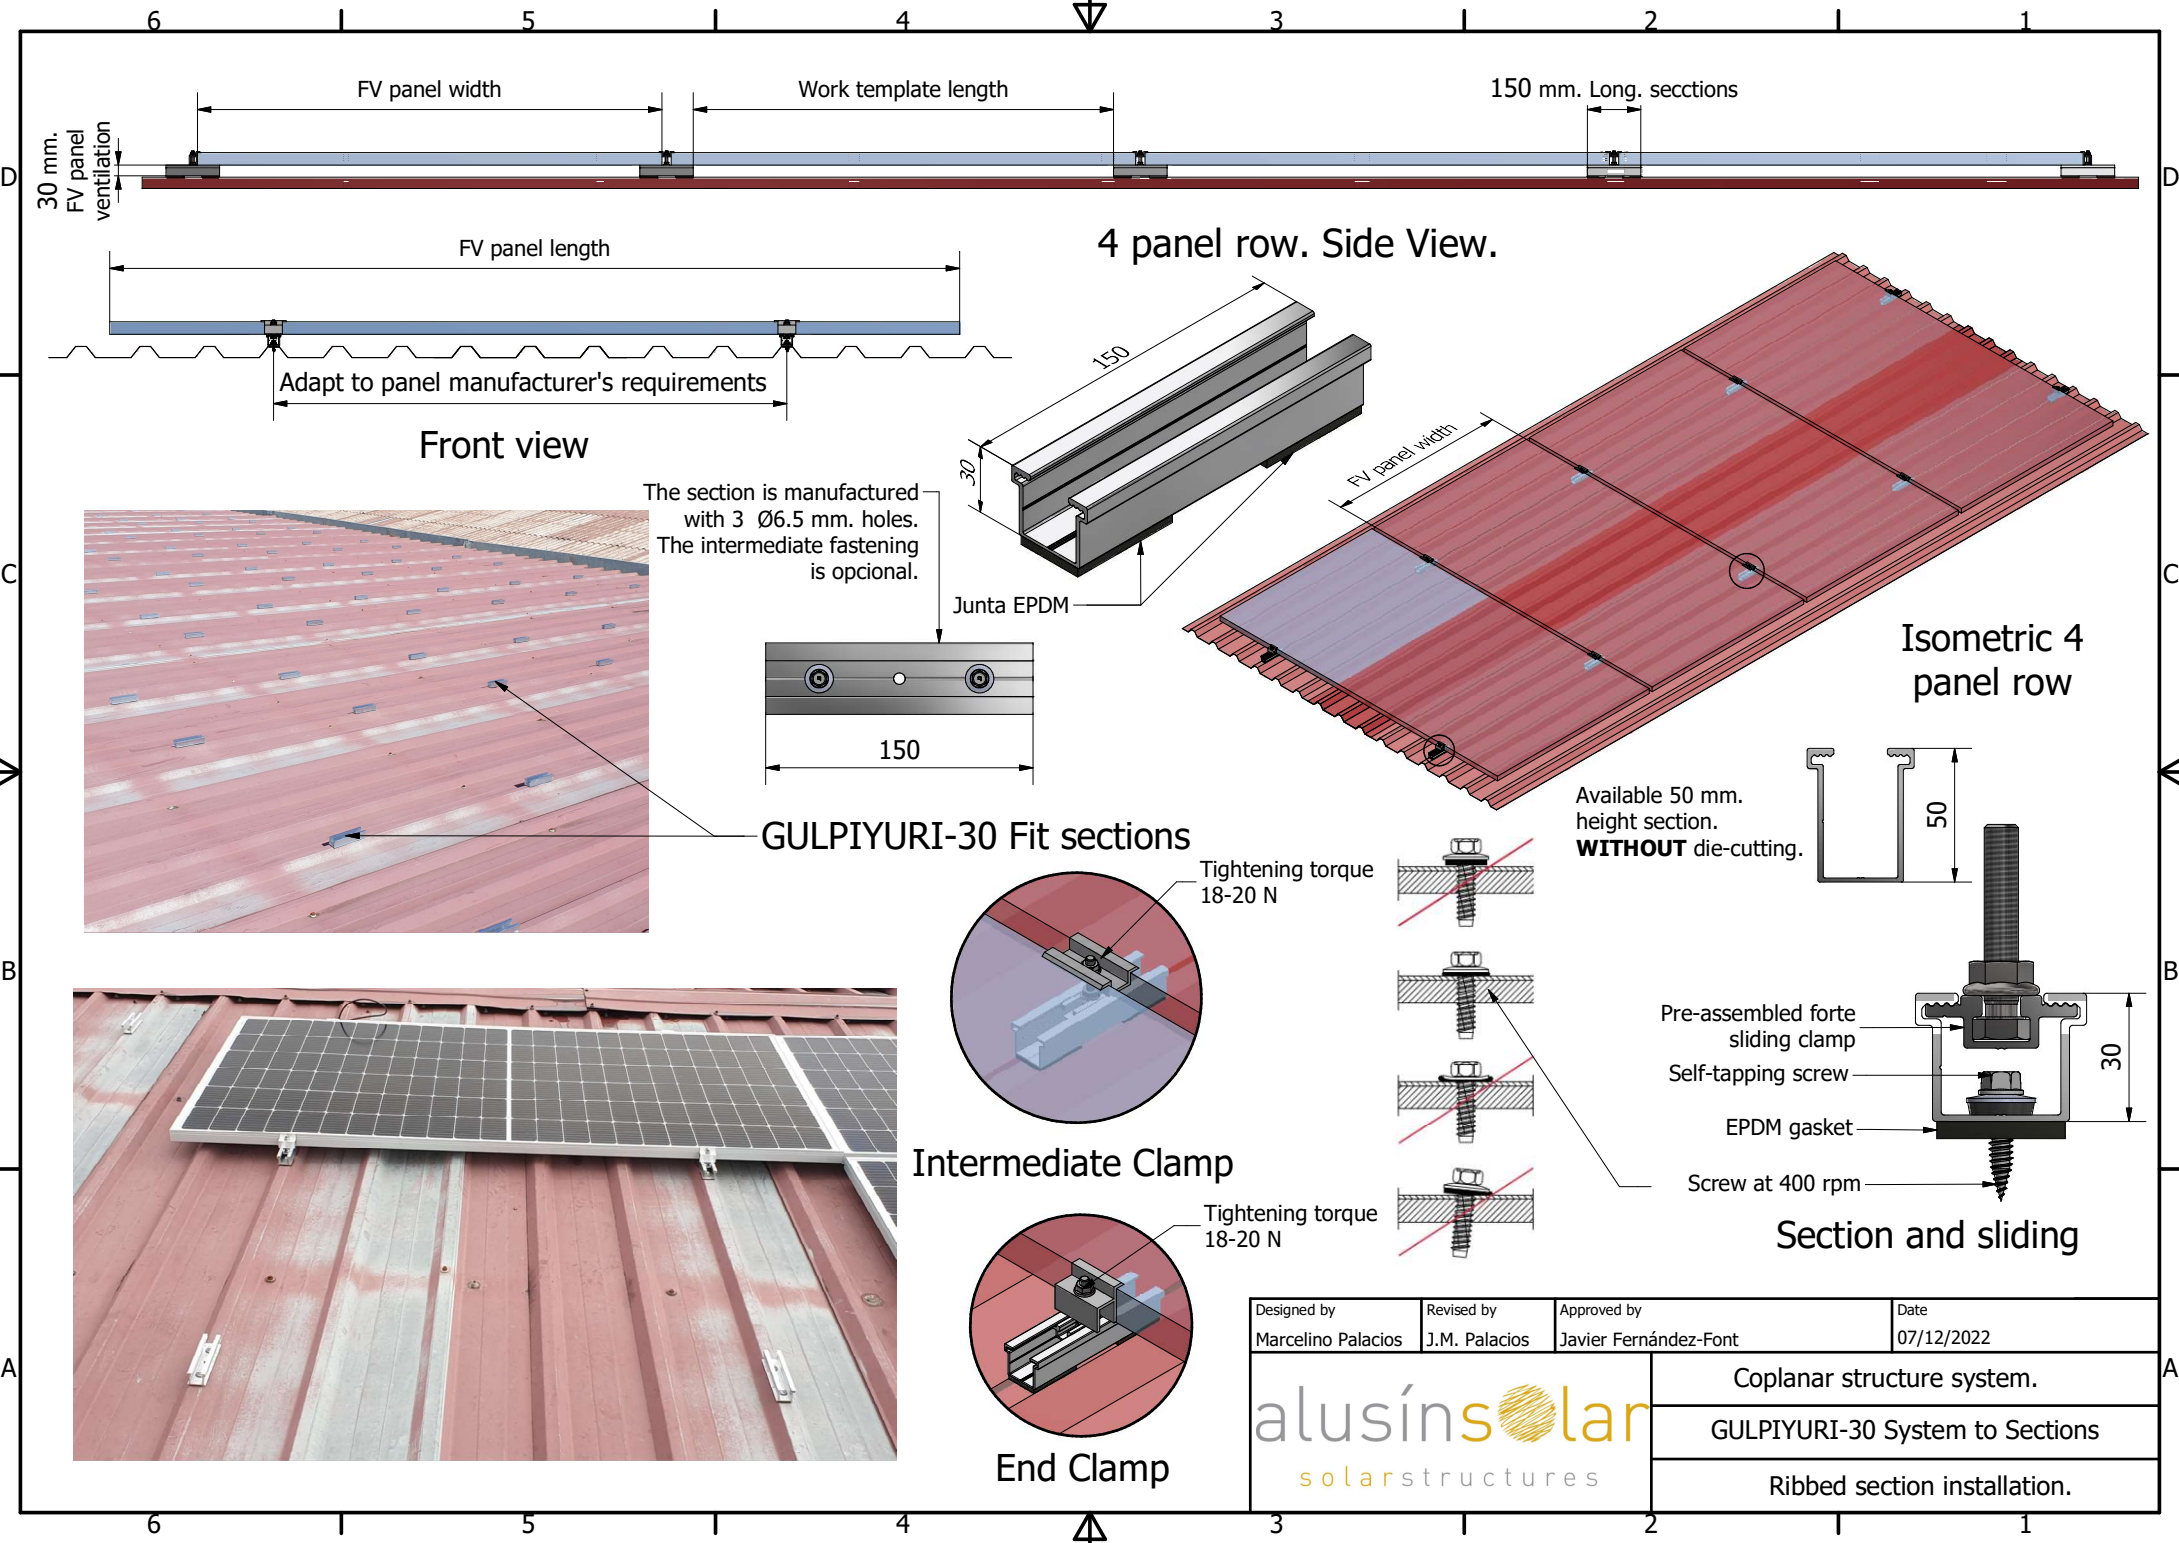 6 5 4 3 2 1
FV panel width
Work template length
150 mm. Long. secctions
30 mm.
FV panel
ventilation
D
D
4 panel row. Side View.
FV panel length
Adapt to panel manufacturer's requirements
Front view
150
30
FV panel width
The section is manufactured
with 3 Ø6.5 mm. holes.
The intermediate fastening
is opcional.
Junta EPDM
C
C
Isometric 4
panel row
150
GULPIYURI-30 Fit sections
Available 50 mm.
height section.
WITHOUT die-cutting.
50
Tightening torque
18-20 N
B
B
Intermediate Clamp
Pre-assembled forte
sliding clamp
Self-tapping screw
EPDM gasket
Screw at 400 rpm
30
Section and sliding
Tightening torque
18-20 N
End Clamp
A
A
Designed by
Marcelino Palacios
Revised by
J.M. Palacios
Approved by
Javier Fernández-Font
Date
07/12/2022
alusínsolar
solarstructures
Coplanar structure system.
GULPIYURI-30 System to Sections
Ribbed section installation.
6 5 4 3 2 1